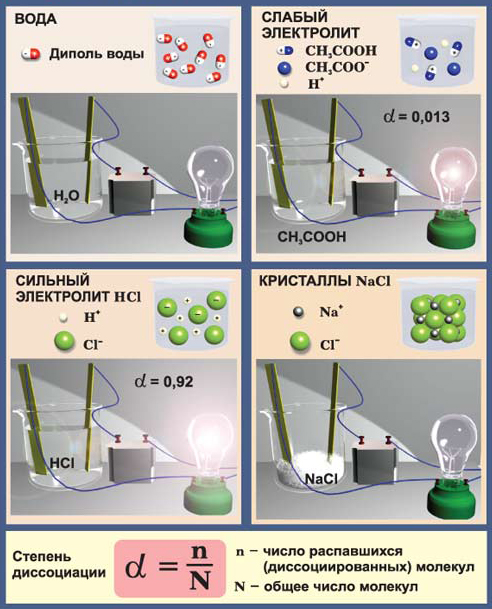 ВОДА
Диполь воды
H₂O
СЛАБЫЙ
ЭЛЕКТРОЛИТ
CH₃COOH
CH₃COO⁻
H⁺
α = 0,013
CH₃COOH
СИЛЬНЫЙ
ЭЛЕКТРОЛИТ HCl
H⁺
Cl⁻
α = 0,92
HCl
КРИСТАЛЛЫ NaCl
Na⁺
Cl⁻
NaCl
Степень
диссоциации
α = n/N
n – число распавшихся
(диссоциированных) молекул
N – общее число молекул